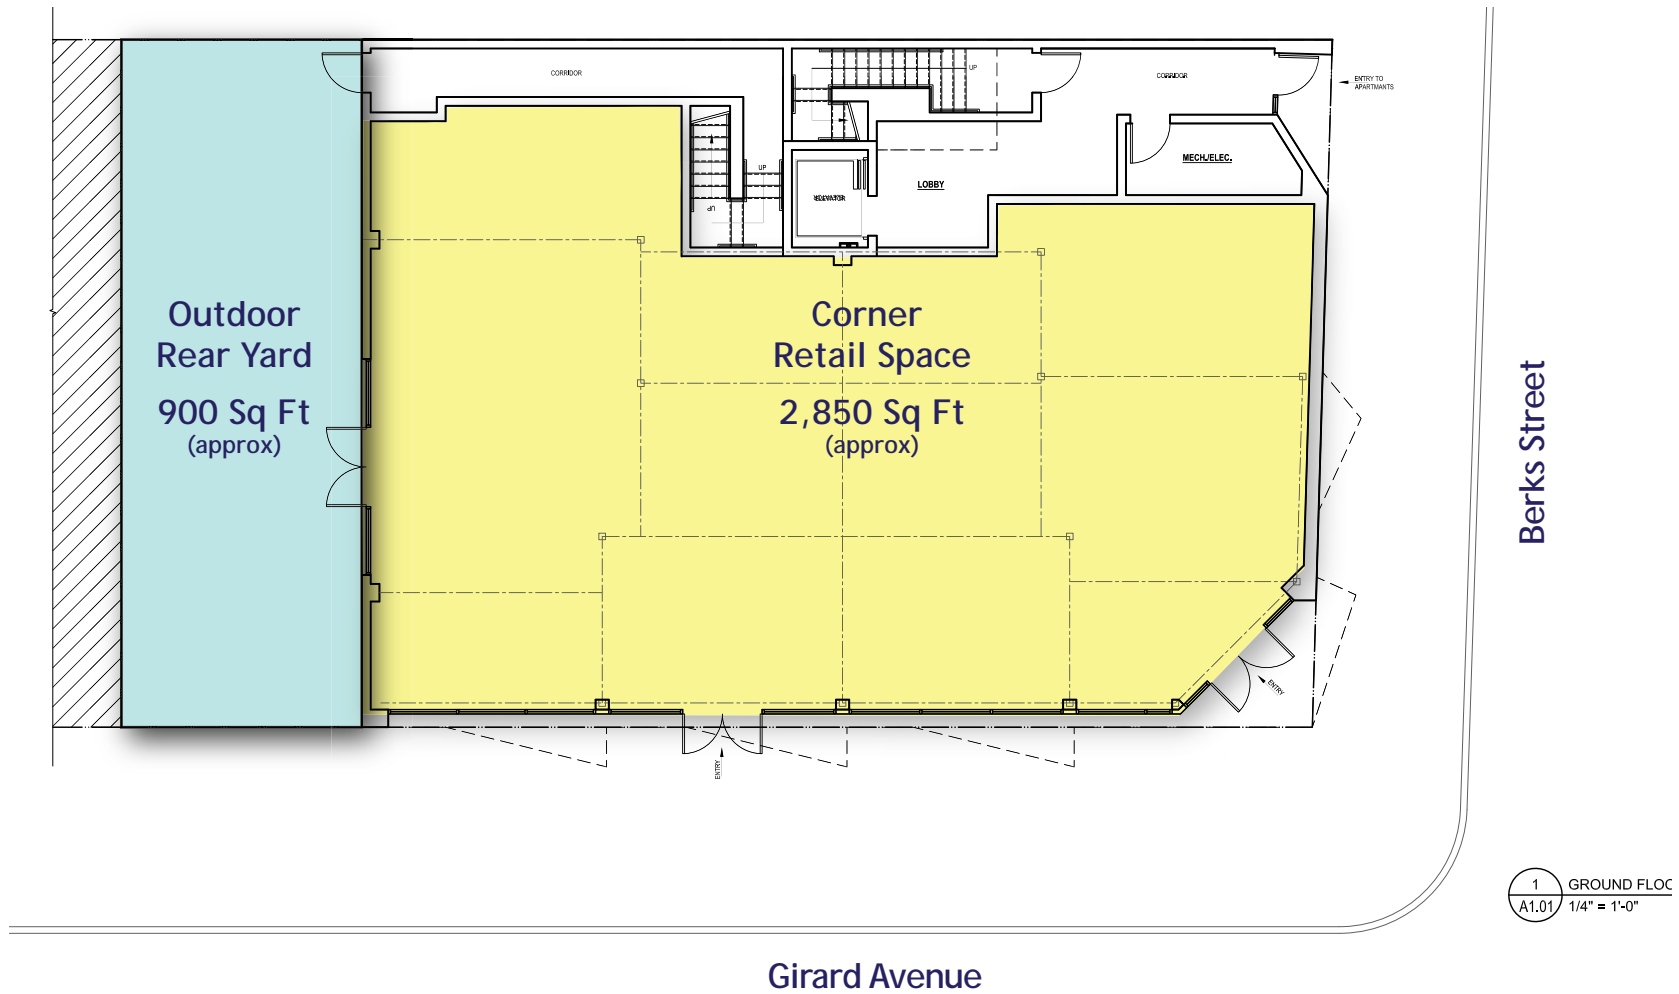 CORRIDOR
UP
CORRIDOR
ENTRY TO
APARTMANTS
MECH./ELEC.
UP
LOBBY
ELEVATOR
UP
Outdoor
Rear Yard
900 Sq Ft
(approx)
Corner
Retail Space
2,850 Sq Ft
(approx)
Berks Street
ENTRY
ENTRY
1
GROUND FLOO
A1.01
1/4" = 1'-0"
Girard Avenue